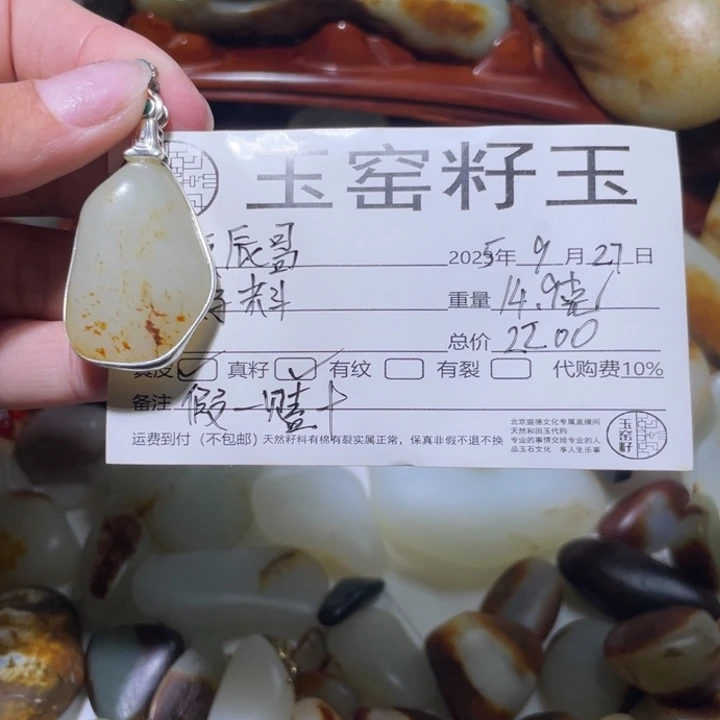 玉窑籽玉
辰昌 2025年9月27日
籽料 重量 14.9克
总价 2200
真皮 真籽 有纹 有裂 代购费10%
备注 假一赔十
运费到付（不包邮）天然籽料有棉有裂实属正常，保真非假不退不换
北京盛德文化专属直播间
天然和田玉代购
专业的事情交给专业的人
品玉石文化 享人生乐事
玉窑籽